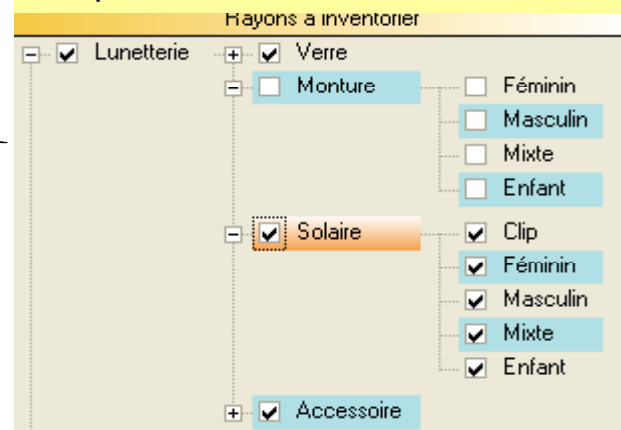 Rayons à inventorier
Lunetterie Verre
Monture Féminin
Masculin
Mixte
Enfant
Solaire Clip
Féminin
Masculin
Mixte
Enfant
Accessoire